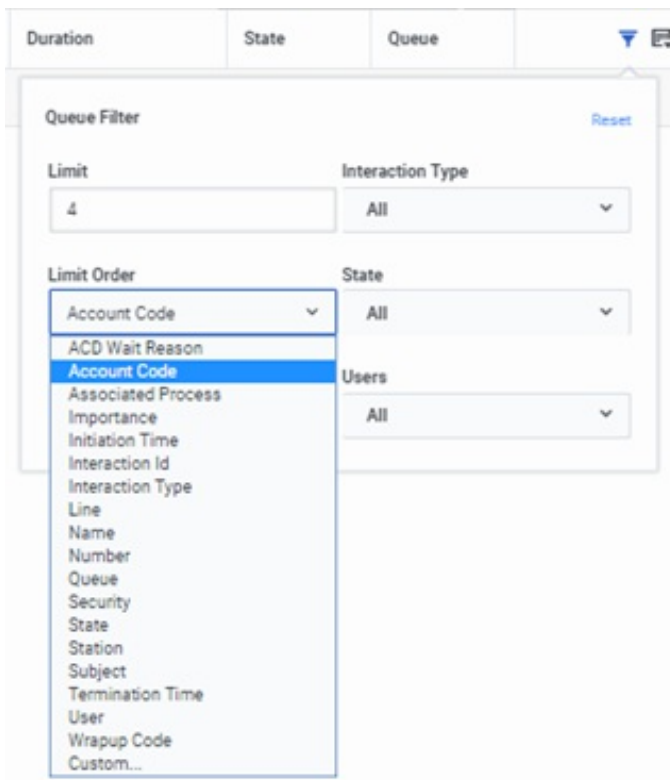 Duration State Queue
Queue Filter Reset
Limit Interaction Type
4 All
Limit Order State
Account Code All
ACD Wait Reason
Account Code
Users
Associated Process
Importance All
Initiation Time
Interaction Id
Interaction Type
Line
Name
Number
Queue
Security
State
Station
Subject
Termination Time
User
Wrapup Code
Custom...